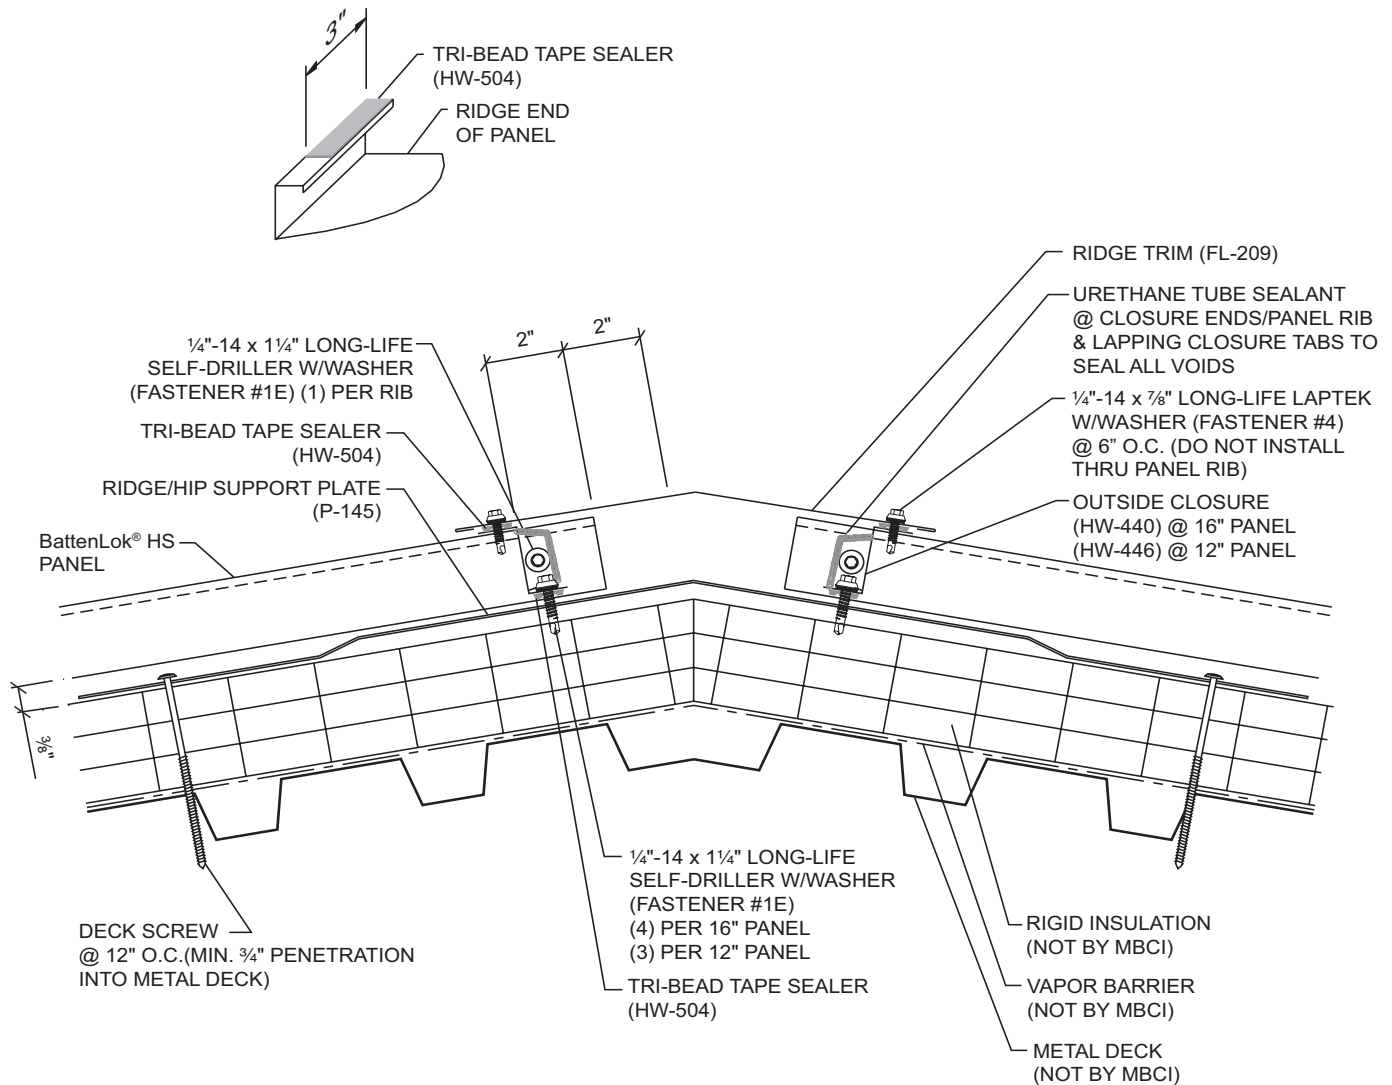 3"
TRI-BEAD TAPE SEALER
(HW-504)
RIDGE END
OF PANEL
RIDGE TRIM (FL-209)
URETHANE TUBE SEALANT
@ CLOSURE ENDS/PANEL RIB
& LAPPING CLOSURE TABS TO
SEAL ALL VOIDS
2"
2"
¼"-14 x 1¼" LONG-LIFE
SELF-DRILLER W/WASHER
(FASTENER #1E) (1) PER RIB
¼"-14 x ⅞" LONG-LIFE LAPTEK
W/WASHER (FASTENER #4)
@ 6” O.C. (DO NOT INSTALL
THRU PANEL RIB)
TRI-BEAD TAPE SEALER
(HW-504)
RIDGE/HIP SUPPORT PLATE
(P-145)
OUTSIDE CLOSURE
(HW-440) @ 16" PANEL
(HW-446) @ 12" PANEL
BattenLok® HS
PANEL
⅜"
¼"-14 x 1¼" LONG-LIFE
SELF-DRILLER W/WASHER
(FASTENER #1E)
(4) PER 16" PANEL
(3) PER 12" PANEL
DECK SCREW
@ 12" O.C.(MIN. ¾" PENETRATION
INTO METAL DECK)
RIGID INSULATION
(NOT BY MBCI)
TRI-BEAD TAPE SEALER
(HW-504)
VAPOR BARRIER
(NOT BY MBCI)
METAL DECK
(NOT BY MBCI)